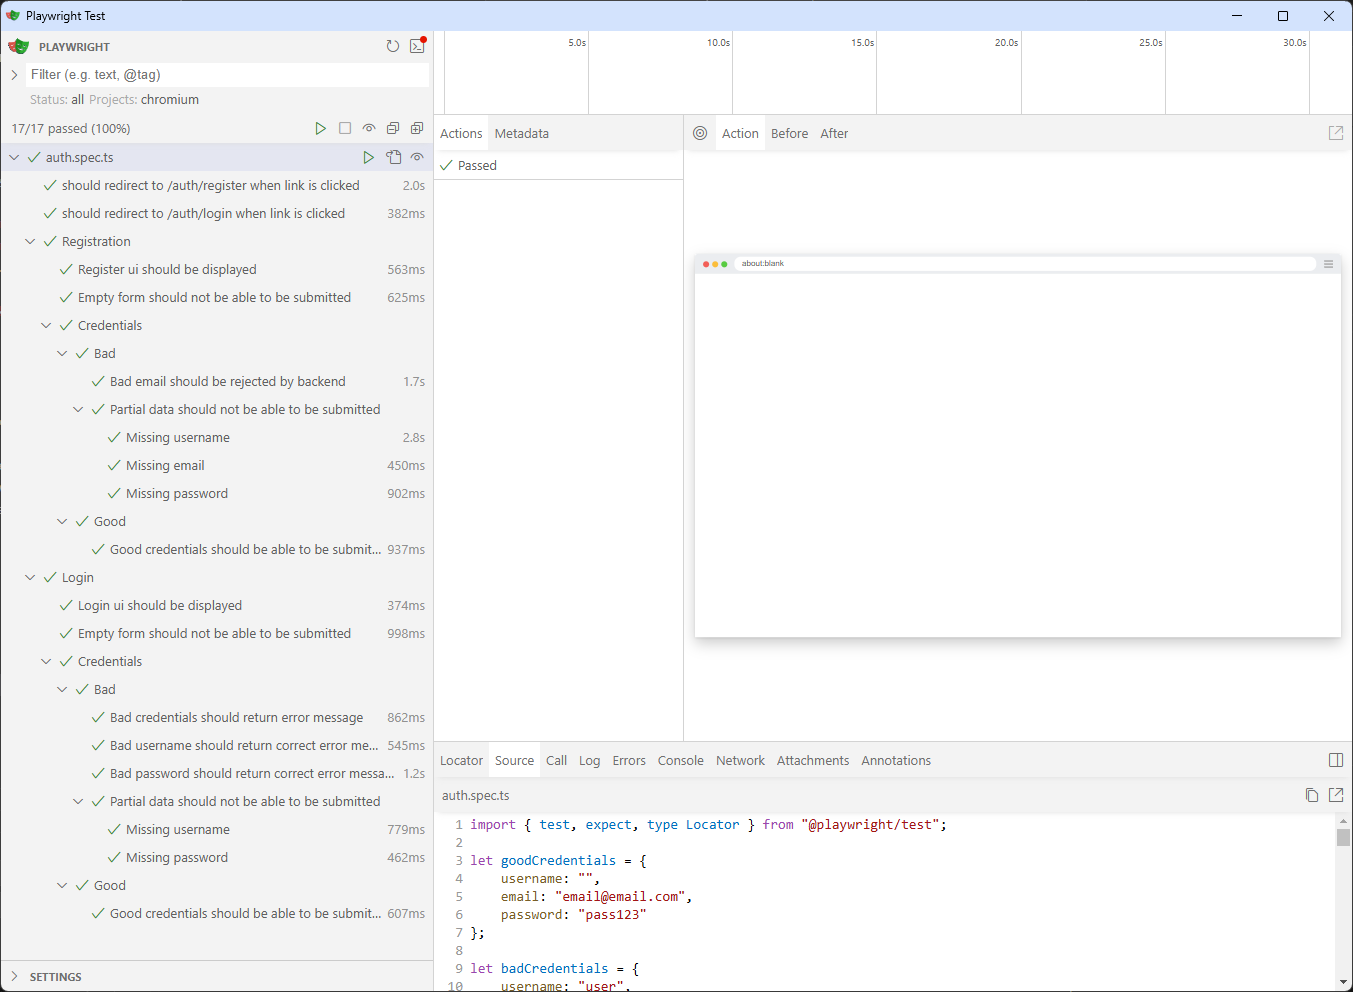 Playwright Test
PLAYWRIGHT
Filter (e.g. text, @tag)
Status: all Projects: chromium
17/17 passed (100%)
auth.spec.ts
should redirect to /auth/register when link is clicked 2.0s
should redirect to /auth/login when link is clicked 382ms
Registration
Register ui should be displayed 563ms
Empty form should not be able to be submitted 625ms
Credentials
Bad
Bad email should be rejected by backend 1.7s
Partial data should not be able to be submitted
Missing username 2.8s
Missing email 450ms
Missing password 902ms
Good
Good credentials should be able to be submit... 937ms
Login
Login ui should be displayed 374ms
Empty form should not be able to be submitted 998ms
Credentials
Bad
Bad credentials should return error message 862ms
Bad username should return correct error me... 545ms
Bad password should return correct error messa... 1.2s
Partial data should not be able to be submitted
Missing username 779ms
Missing password 462ms
Good
Good credentials should be able to be submit... 607ms
SETTINGS
5.0s 10.0s 15.0s 20.0s 25.0s 30.0s
Actions Metadata
Passed
Action Before After
about:blank
Locator Source Call Log Errors Console Network Attachments Annotations
auth.spec.ts
1 import { test, expect, type Locator } from "@playwright/test";
2
3 let goodCredentials = {
4 username: "",
5 email: "email@email.com",
6 password: "pass123"
7 };
8
9 let badCredentials = {
10 username: "user",